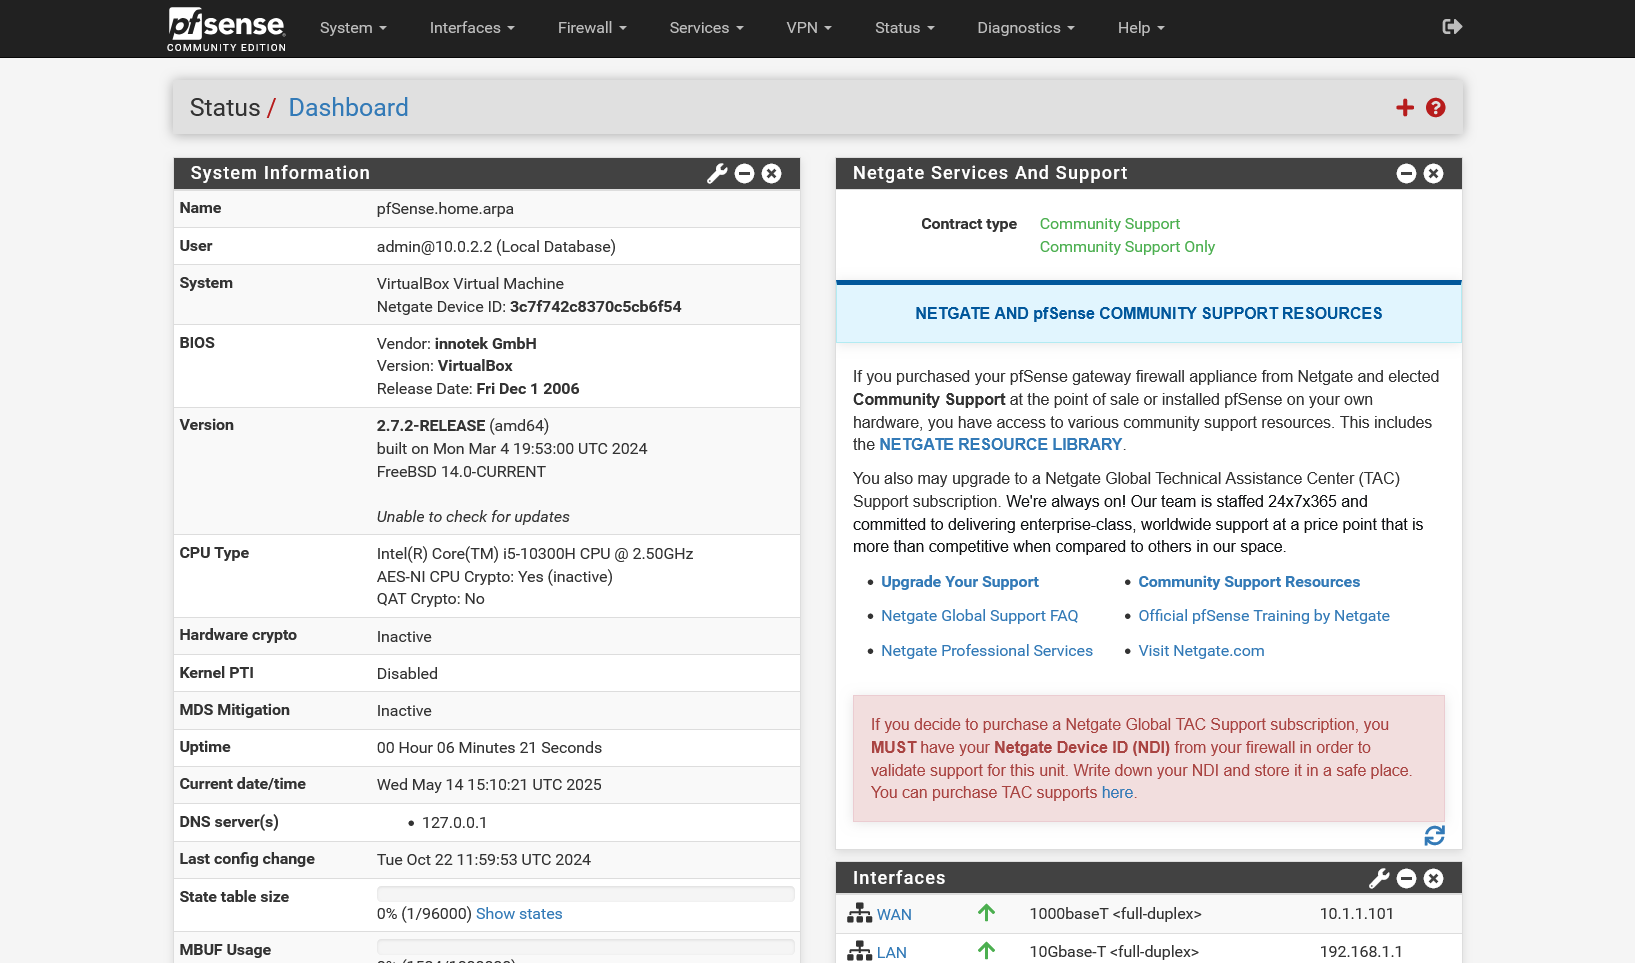 pfsense
COMMUNITY EDITION
System
Interfaces
Firewall
Services
VPN
Status
Diagnostics
Help
Status / Dashboard
System Information
Name pfSense.home.arpa
User admin@10.0.2.2 (Local Database)
System VirtualBox Virtual Machine
Netgate Device ID: 3c7f742c8370c5cb6f54
BIOS Vendor: innotek GmbH
Version: VirtualBox
Release Date: Fri Dec 1 2006
Version 2.7.2-RELEASE (amd64)
built on Mon Mar 4 19:53:00 UTC 2024
FreeBSD 14.0-CURRENT
Unable to check for updates
CPU Type Intel(R) Core(TM) i5-10300H CPU @ 2.50GHz
AES-NI CPU Crypto: Yes (inactive)
QAT Crypto: No
Hardware crypto Inactive
Kernel PTI Disabled
MDS Mitigation Inactive
Uptime 00 Hour 06 Minutes 21 Seconds
Current date/time Wed May 14 15:10:21 UTC 2025
DNS server(s) • 127.0.0.1
Last config change Tue Oct 22 11:59:53 UTC 2024
State table size
0% (1/96000) Show states
MBUF Usage
Netgate Services And Support
Contract type Community Support
Community Support Only
NETGATE AND pfSense COMMUNITY SUPPORT RESOURCES
If you purchased your pfSense gateway firewall appliance from Netgate and elected
Community Support at the point of sale or installed pfSense on your own
hardware, you have access to various community support resources. This includes
the NETGATE RESOURCE LIBRARY.
You also may upgrade to a Netgate Global Technical Assistance Center (TAC)
Support subscription. We're always on! Our team is staffed 24x7x365 and
committed to delivering enterprise-class, worldwide support at a price point that is
more than competitive when compared to others in our space.
• Upgrade Your Support • Community Support Resources
• Netgate Global Support FAQ • Official pfSense Training by Netgate
• Netgate Professional Services • Visit Netgate.com
If you decide to purchase a Netgate Global TAC Support subscription, you
MUST have your Netgate Device ID (NDI) from your firewall in order to
validate support for this unit. Write down your NDI and store it in a safe place.
You can purchase TAC supports here.
Interfaces
WAN 1000baseT <full-duplex> 10.1.1.101
LAN 10Gbase-T <full-duplex> 192.168.1.1